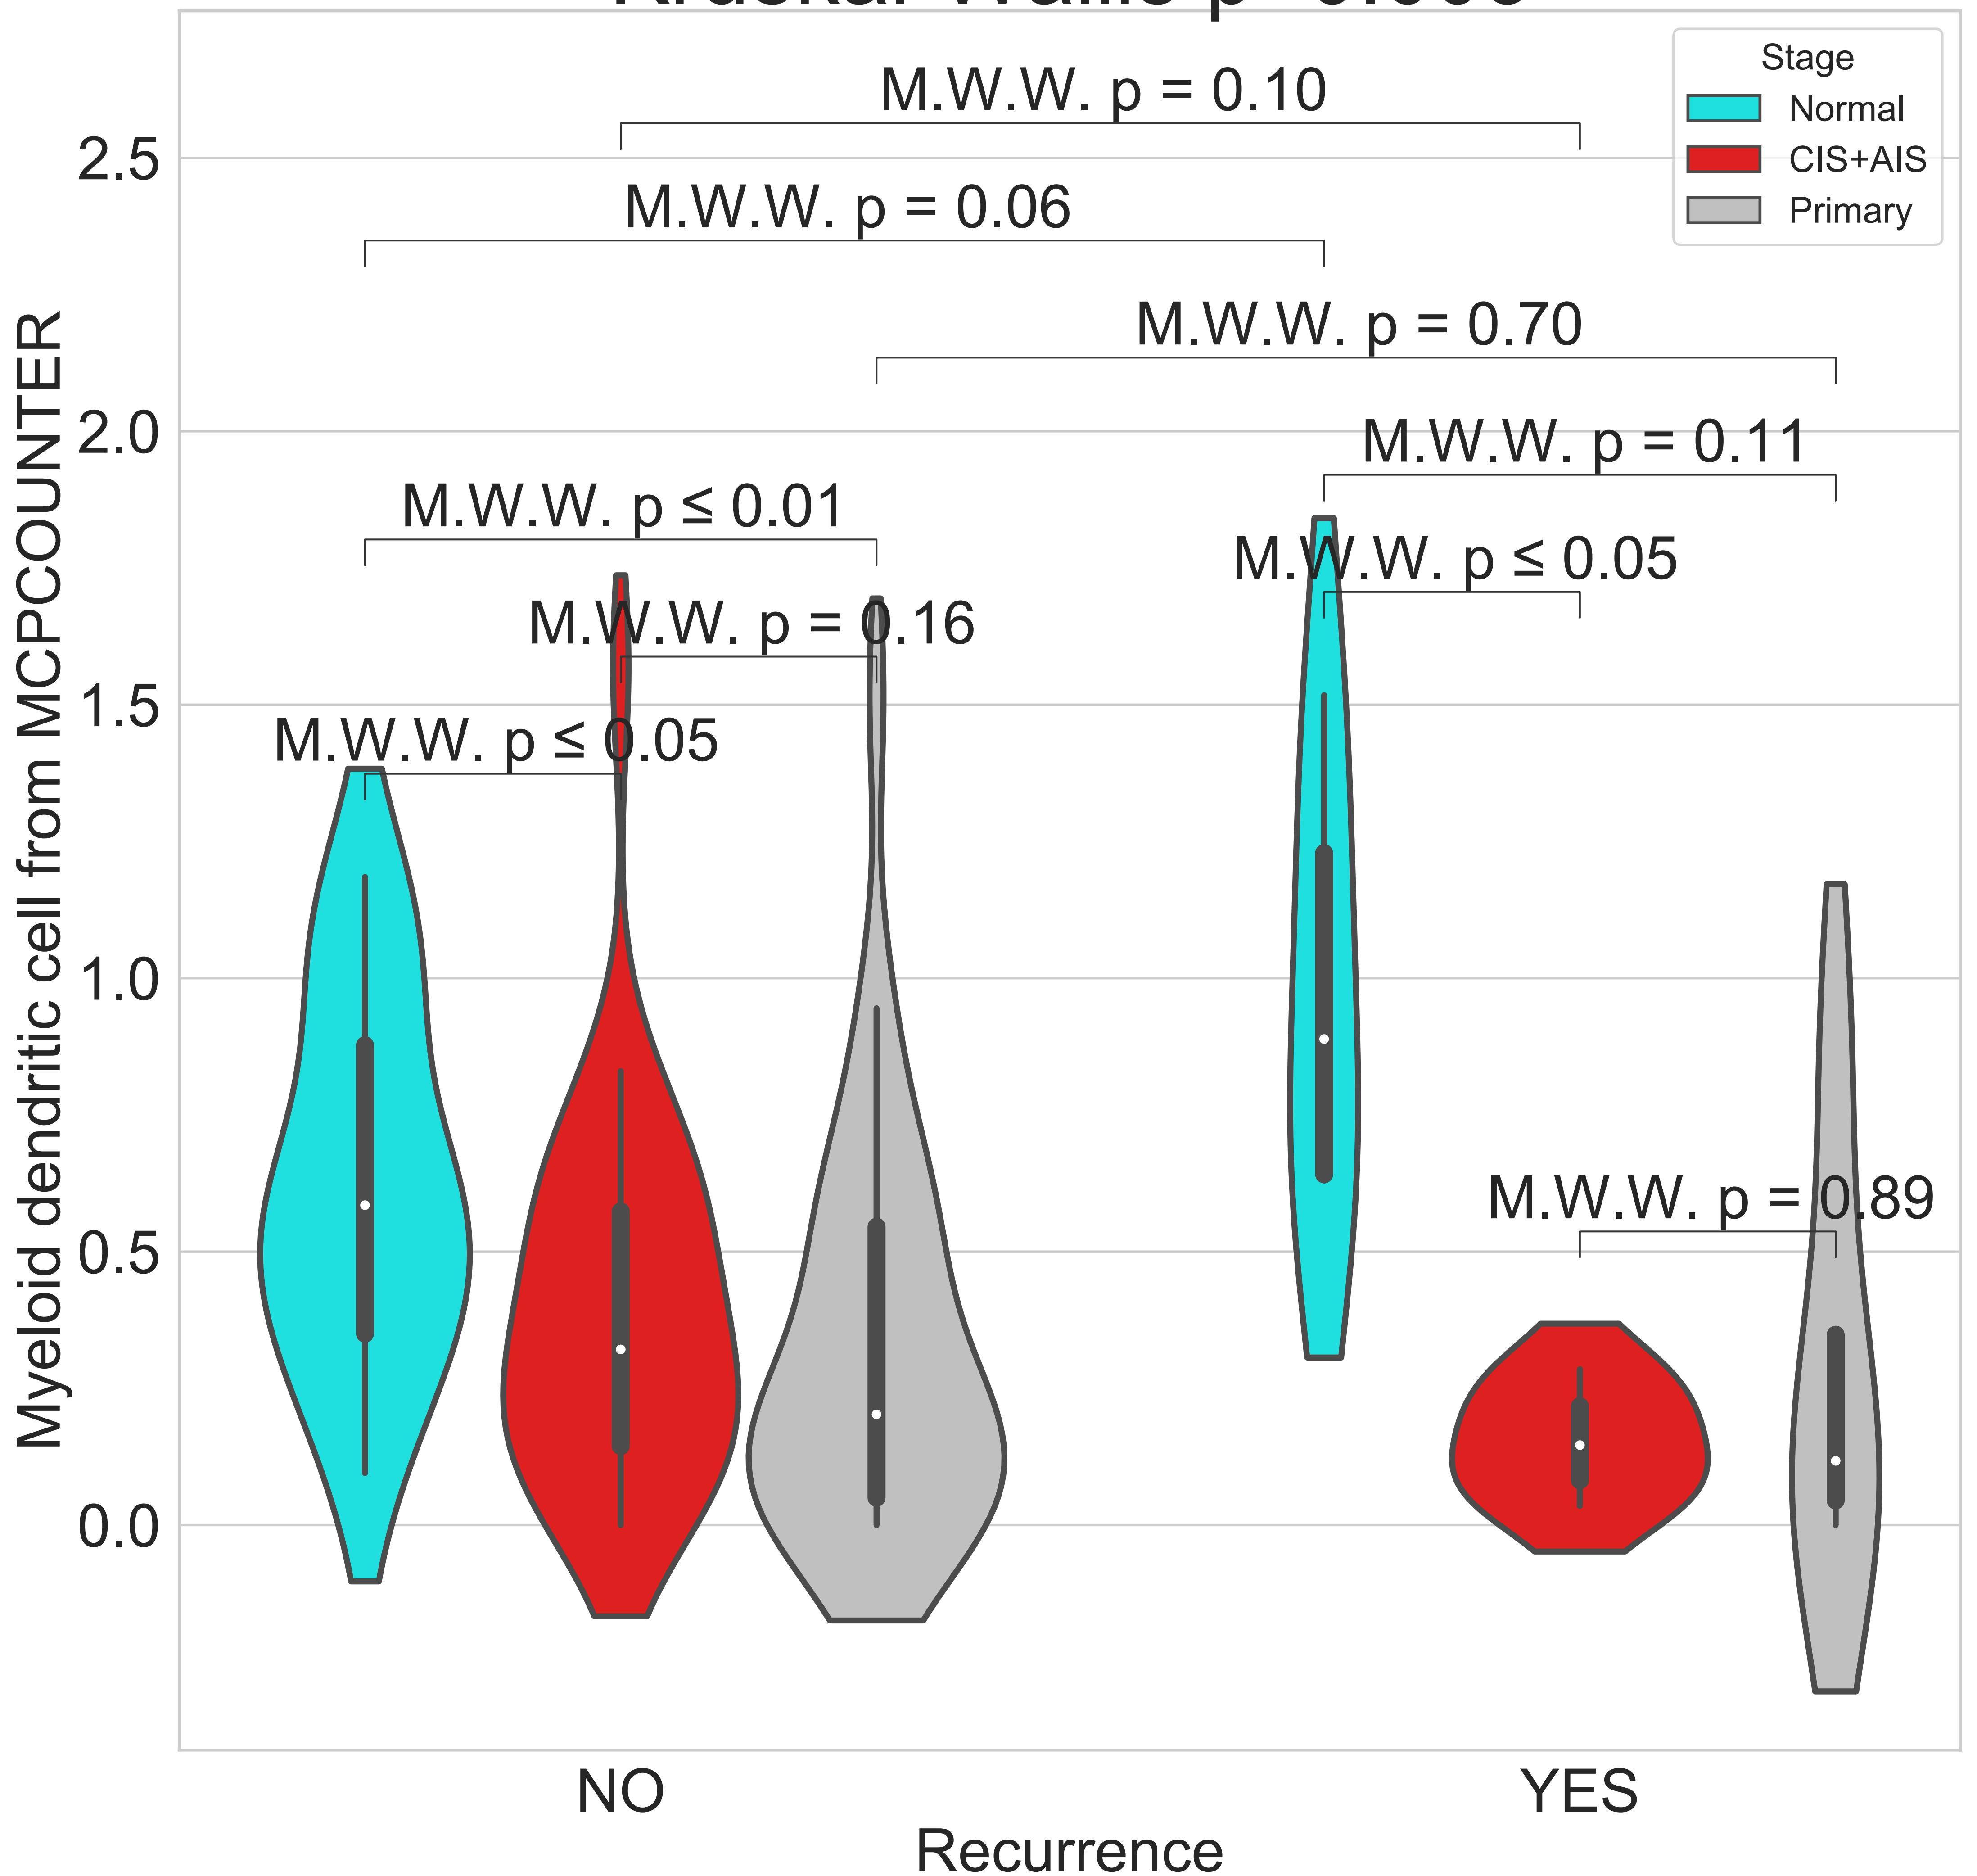 Stage
Normal
CIS+AIS
Primary
M.W.W. p = 0.10
M.W.W. p = 0.06
M.W.W. p = 0.70
M.W.W. p = 0.11
M.W.W. p ≤ 0.01
M.W.W. p ≤ 0.05
M.W.W. p = 0.16
M.W.W. p ≤ 0.05
M.W.W. p = 0.89
Myeloid dendritic cell from MCPCOUNTER
2.5
2.0
1.5
1.0
0.5
0.0
NO
YES
Recurrence